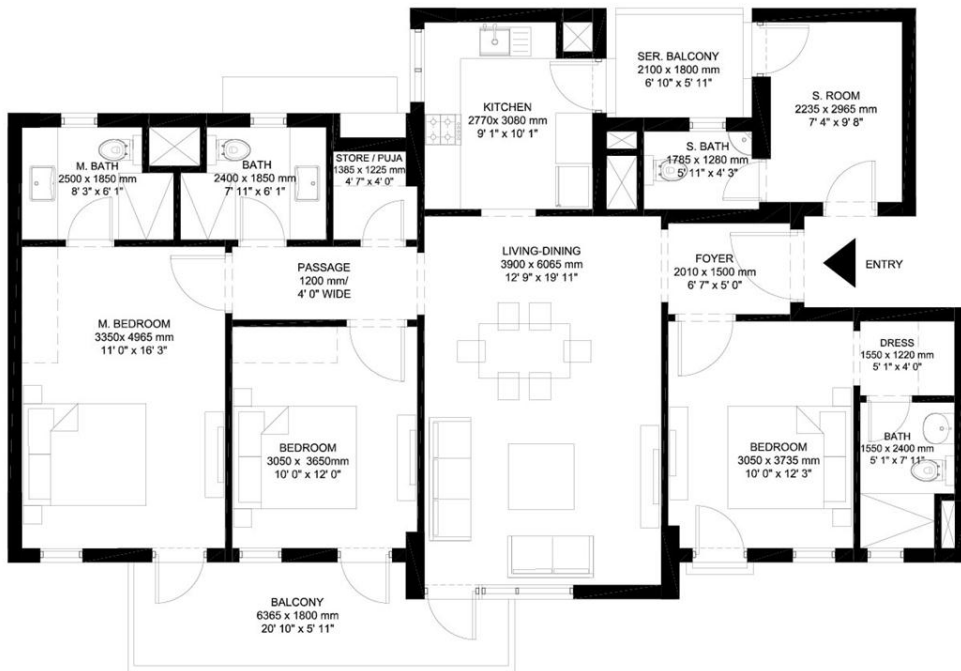 SER. BALCONY
2100 x 1800 mm
6' 10" x 5' 11"
KITCHEN
2770x 3080 mm
9' 1" x 10' 1"
S. ROOM
2235 x 2965 mm
7' 4" x 9' 8"
M. BATH
2500 x 1850 mm
8' 3" x 6' 1"
BATH
2400 x 1850 mm
7' 11" x 6' 1"
STORE / PUJA
1385 x 1225 mm
4' 7" x 4' 0"
S. BATH
1785 x 1280 mm
5' 11" x 4' 3"
PASSAGE
1200 mm/
4' 0" WIDE
LIVING-DINING
3900 x 6065 mm
12' 9" x 19' 11"
FOYER
2010 x 1500 mm
6' 7" x 5' 0"
ENTRY
M. BEDROOM
3350x 4965 mm
11' 0" x 16' 3"
DRESS
1550 x 1220 mm
5' 1" x 4' 0"
BEDROOM
3050 x 3650mm
10' 0" x 12' 0"
BEDROOM
3050 x 3735 mm
10' 0" x 12' 3"
BATH
1550 x 2400 mm
5' 1" x 7' 11"
BALCONY
6365 x 1800 mm
20' 10" x 5' 11"